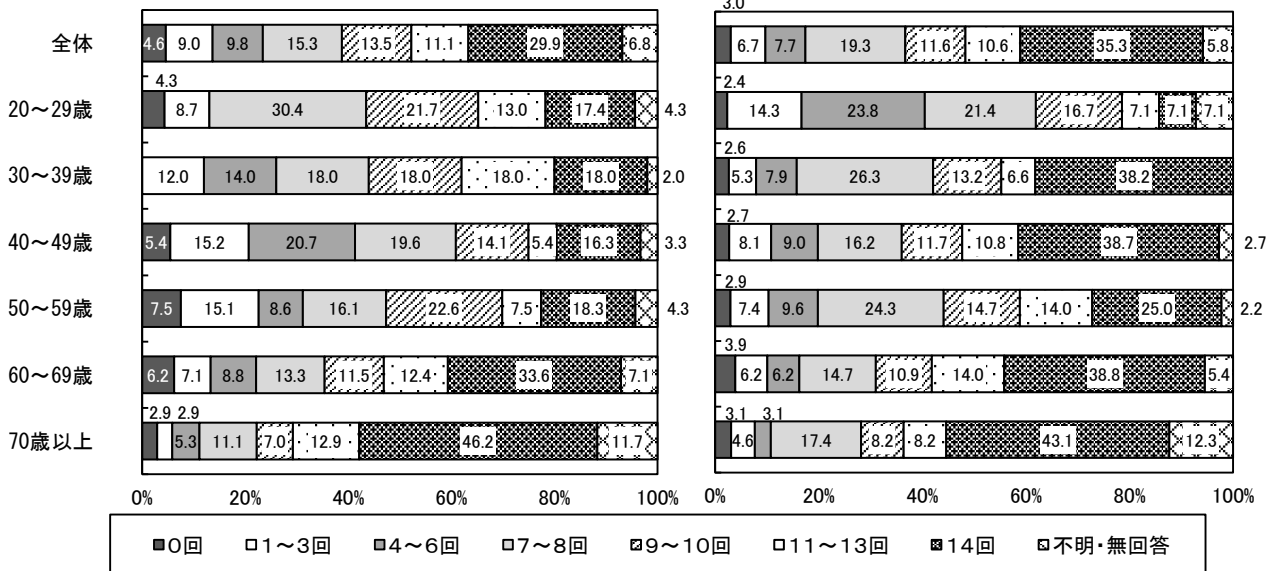 3.0
全体 4.6 9.0 9.8 15.3 13.5 11.1 29.9 6.8 6.7 7.7 19.3 11.6 10.6 35.3 5.8
4.3 2.4
20～29歳 8.7 30.4 21.7 13.0 17.4 4.3 14.3 23.8 21.4 16.7 7.1 7.1 7.1
2.6
30～39歳 12.0 14.0 18.0 18.0 18.0 18.0 2.0 5.3 7.9 26.3 13.2 6.6 38.2
2.7
40～49歳 5.4 15.2 20.7 19.6 14.1 5.4 16.3 3.3 8.1 9.0 16.2 11.7 10.8 38.7 2.7
2.9
50～59歳 7.5 15.1 8.6 16.1 22.6 7.5 18.3 4.3 7.4 9.6 24.3 14.7 14.0 25.0 2.2
3.9
60～69歳 6.2 7.1 8.8 13.3 11.5 12.4 33.6 7.1 6.2 6.2 14.7 10.9 14.0 38.8 5.4
2.9 2.9 3.1 3.1
70歳以上 5.3 11.1 7.0 12.9 46.2 11.7 4.6 17.4 8.2 8.2 43.1 12.3
0% 20% 40% 60% 80% 100% 0% 20% 40% 60% 80% 100%
0回 1～3回 4～6回 7～8回 9～10回 11～13回 14回 不明・無回答